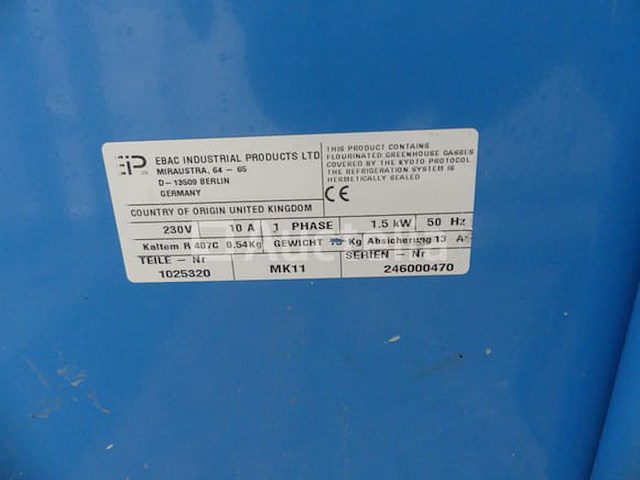 EIP LTD
EBAC INDUSTRIAL PRODUCTS LTD
MIRAUSTRA, 64 - 65
D-13509 BERLIN
GERMANY
THIS PRODUCT CONTAINS
FLOURINATED GREENHOUSE GASSES
COVERED BY THE KYOTO PROTOCOL
THE REFRIGERATION SYSTEM IS
HERMETICALLY SEALED
CE
COUNTRY OF ORIGIN UNITED KINGDOM
230V 10 A 1 PHASE 1.5 kW 50 Hz
Kaltem R 407C 0.54Kg GEWICHT Kg Absicherung 13 A
TEILE - Nr MK11 SERIEN Nr
1025320 246000470
Auctelia